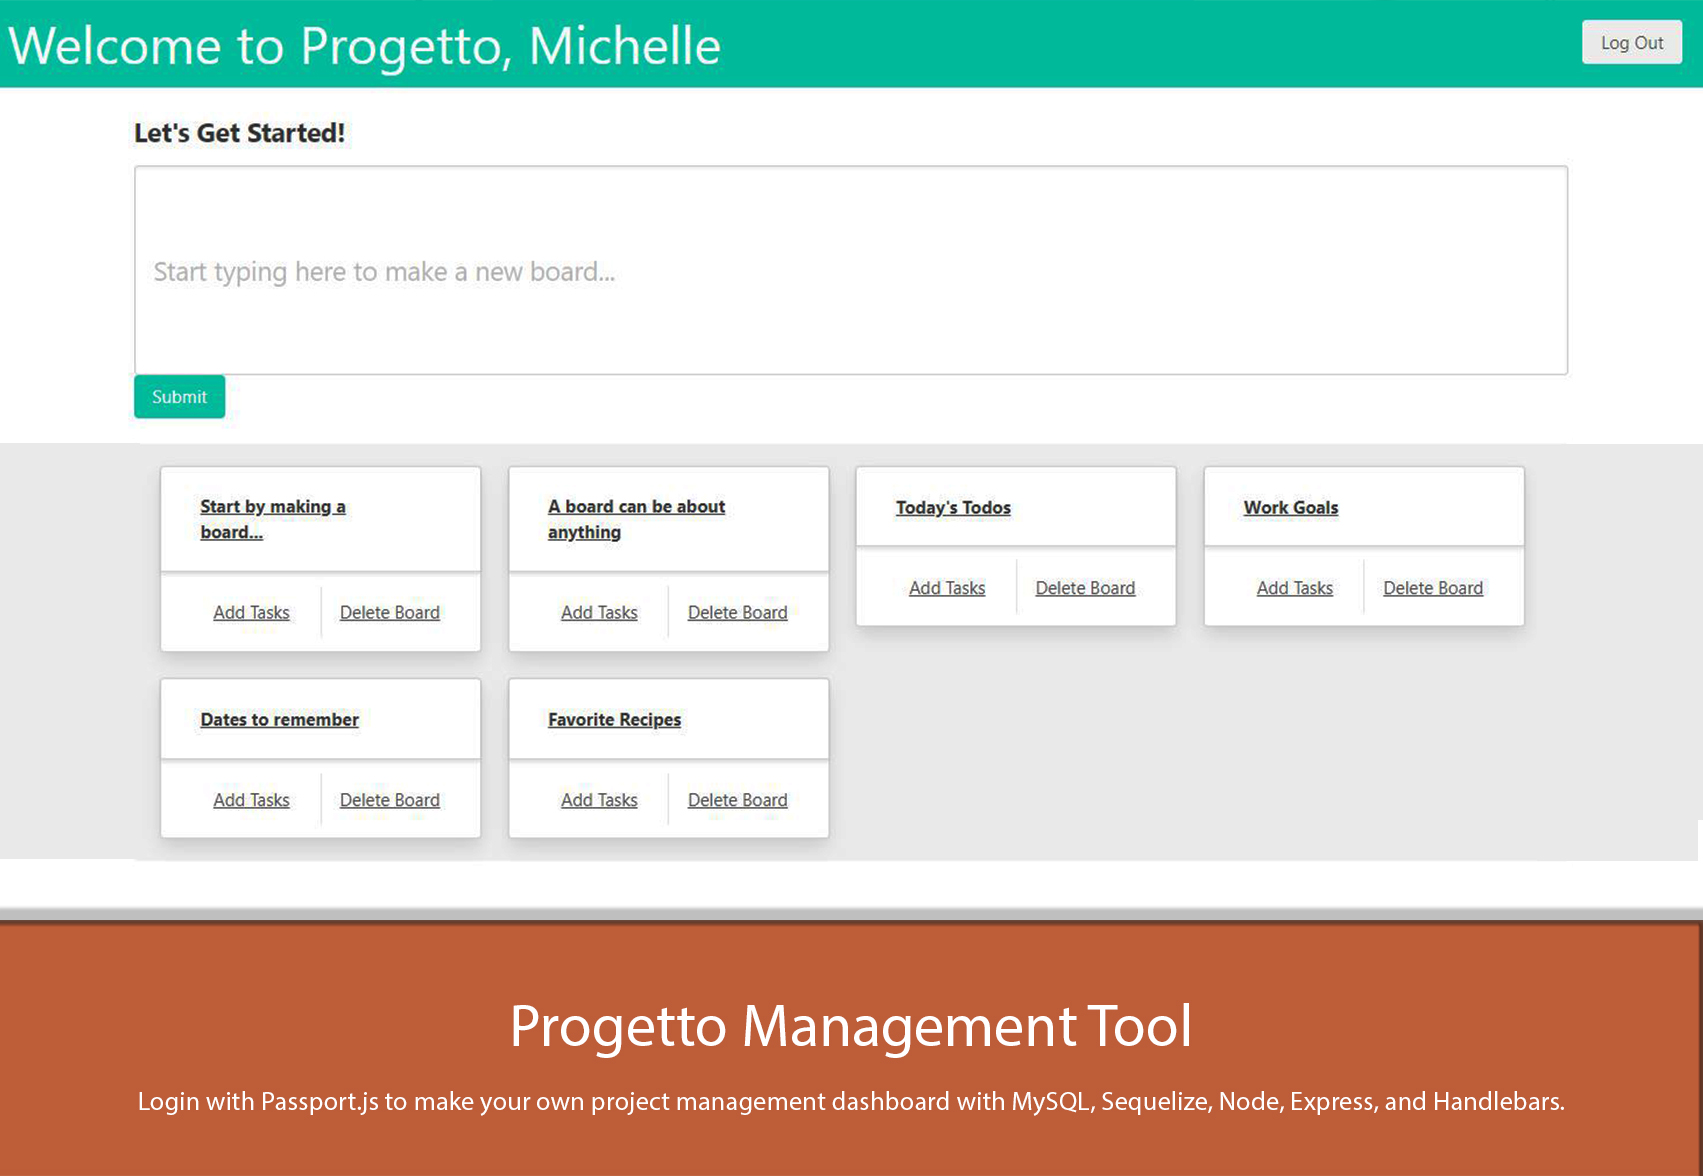 Welcome to Progetto, Michelle
Log Out
Let's Get Started!
Start typing here to make a new board...
Submit
Start by making a
board...
Add Tasks
Delete Board
A board can be about
anything
Add Tasks
Delete Board
Today's Todos
Add Tasks
Delete Board
Work Goals
Add Tasks
Delete Board
Dates to remember
Add Tasks
Delete Board
Favorite Recipes
Add Tasks
Delete Board
Progetto Management Tool
Login with Passport.js to make your own project management dashboard with MySQL, Sequelize, Node, Express, and Handlebars.